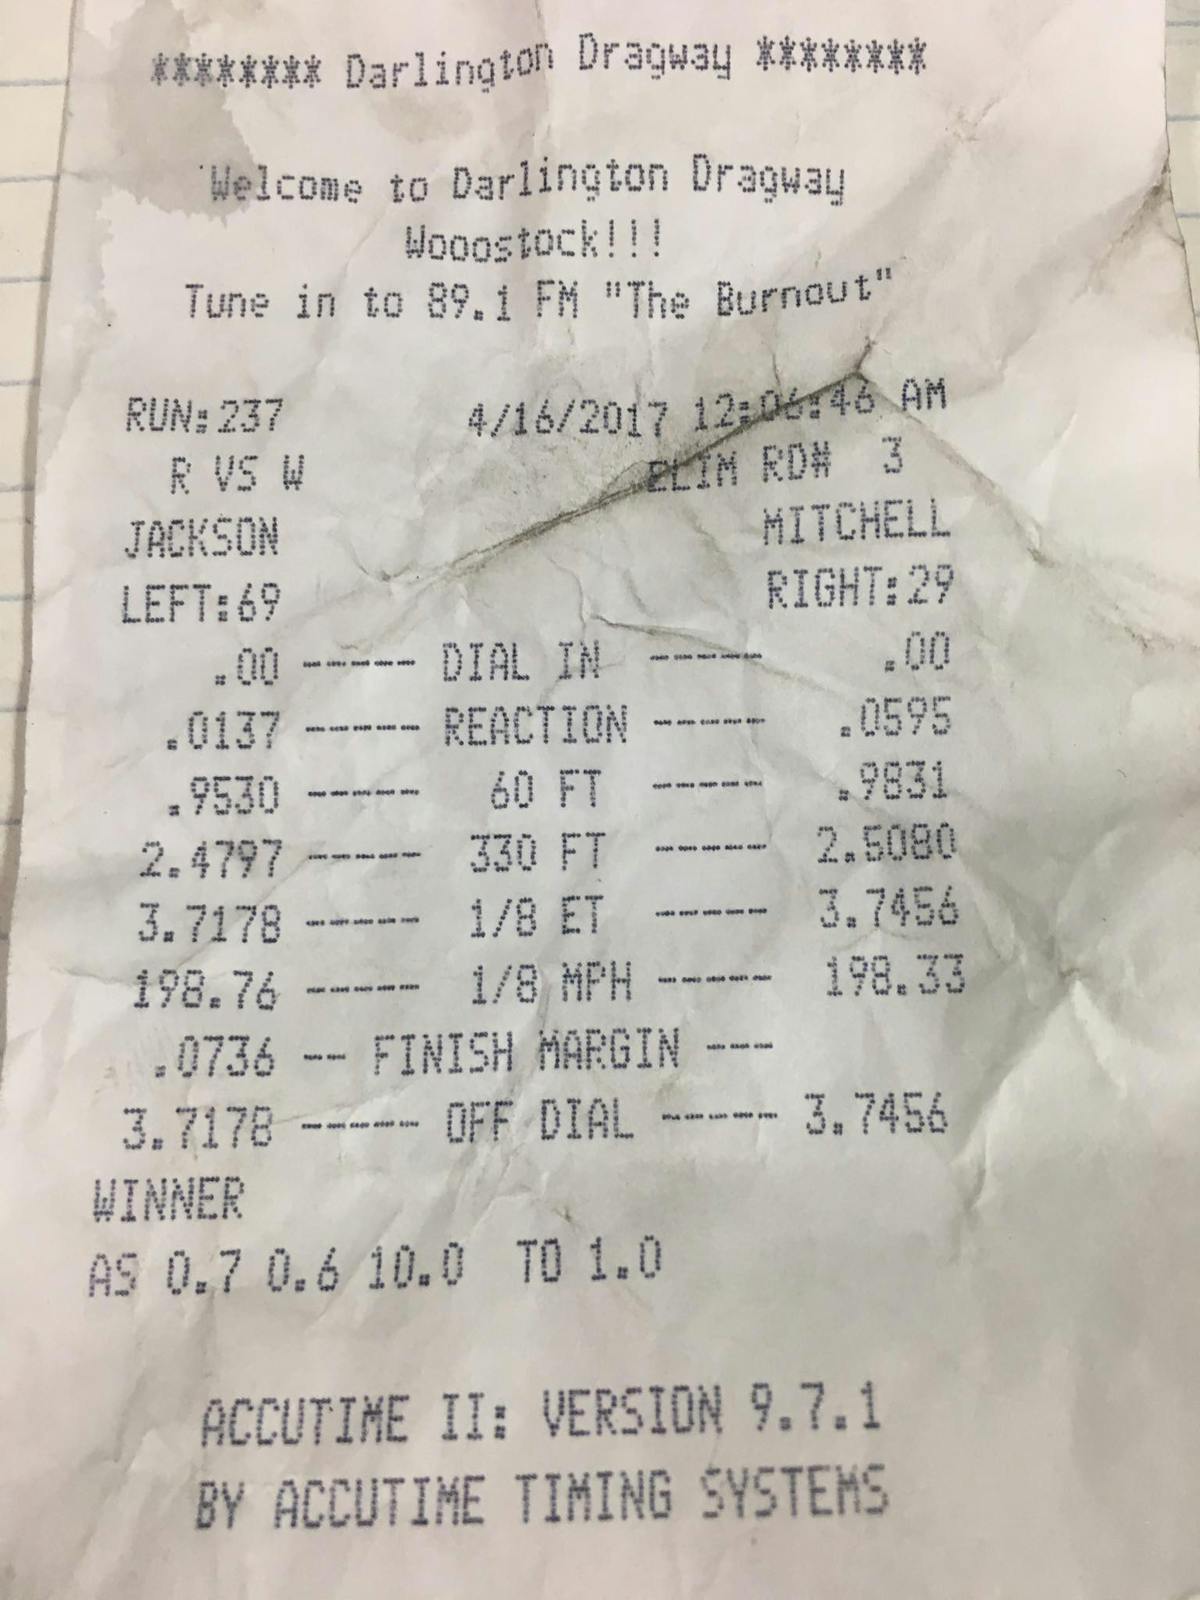 ******** Darlington Dragway ********
Welcome to Darlington Dragway
Wooostock!!!
Tune in to 89.1 FM "The Burnout"
RUN:237 4/16/2017 12:06:46 AM
R VS W ELIM RD# 3
JACKSON MITCHELL
LEFT:69 RIGHT:29
.00 ----- DIAL IN ----- .00
.0137 ----- REACTION ----- .0595
.9530 ----- 60 FT ----- .9831
2.4797 ----- 330 FT ----- 2.5080
3.7178 ----- 1/8 ET ----- 3.7456
198.76 ----- 1/8 MPH ----- 198.33
.0736 -- FINISH MARGIN ---
3.7178 ----- OFF DIAL ----- 3.7456
WINNER
AS 0.7 0.6 10.0 TO 1.0
ACCUTIME II: VERSION 9.7.1
BY ACCUTIME TIMING SYSTEMS